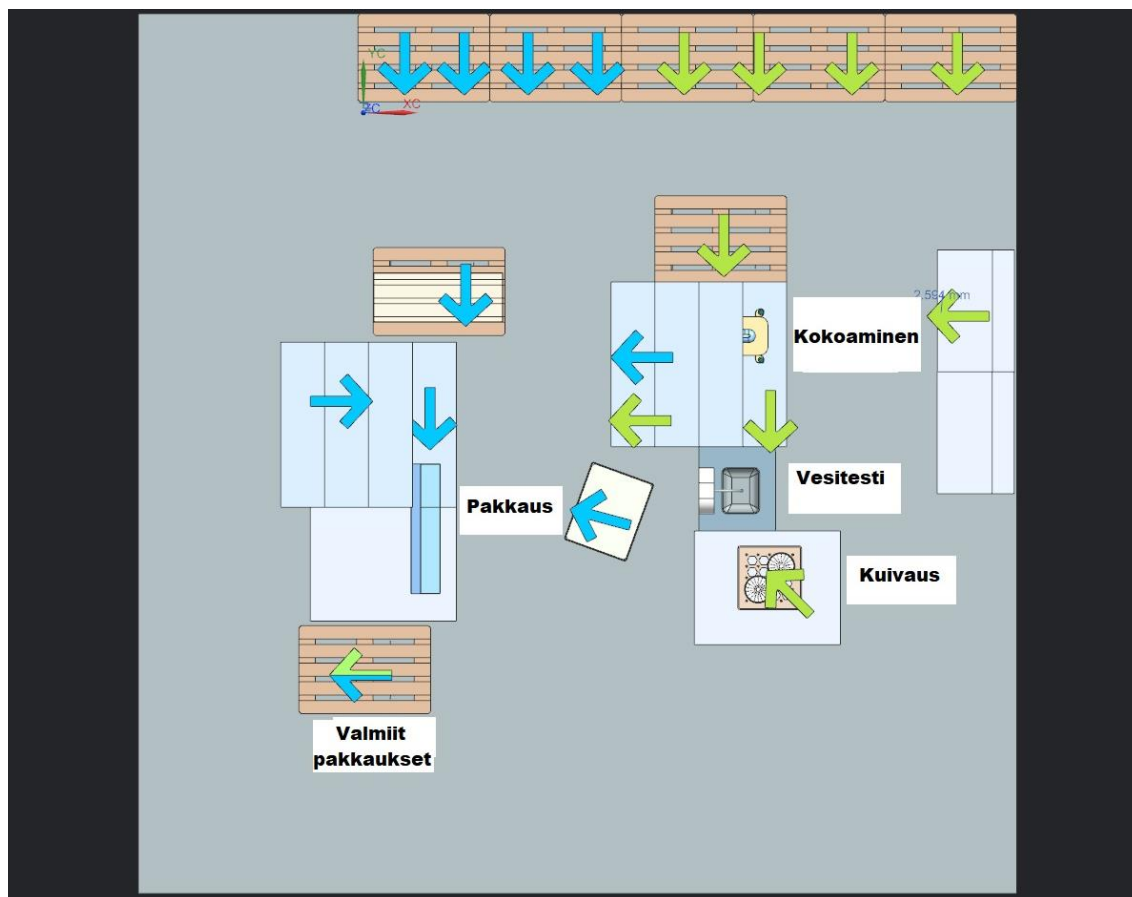 YC
XC
ZC
2,594 mm
Kokoaminen
Vesitesti
Pakkaus
Kuivaus
Valmiit
pakkaukset